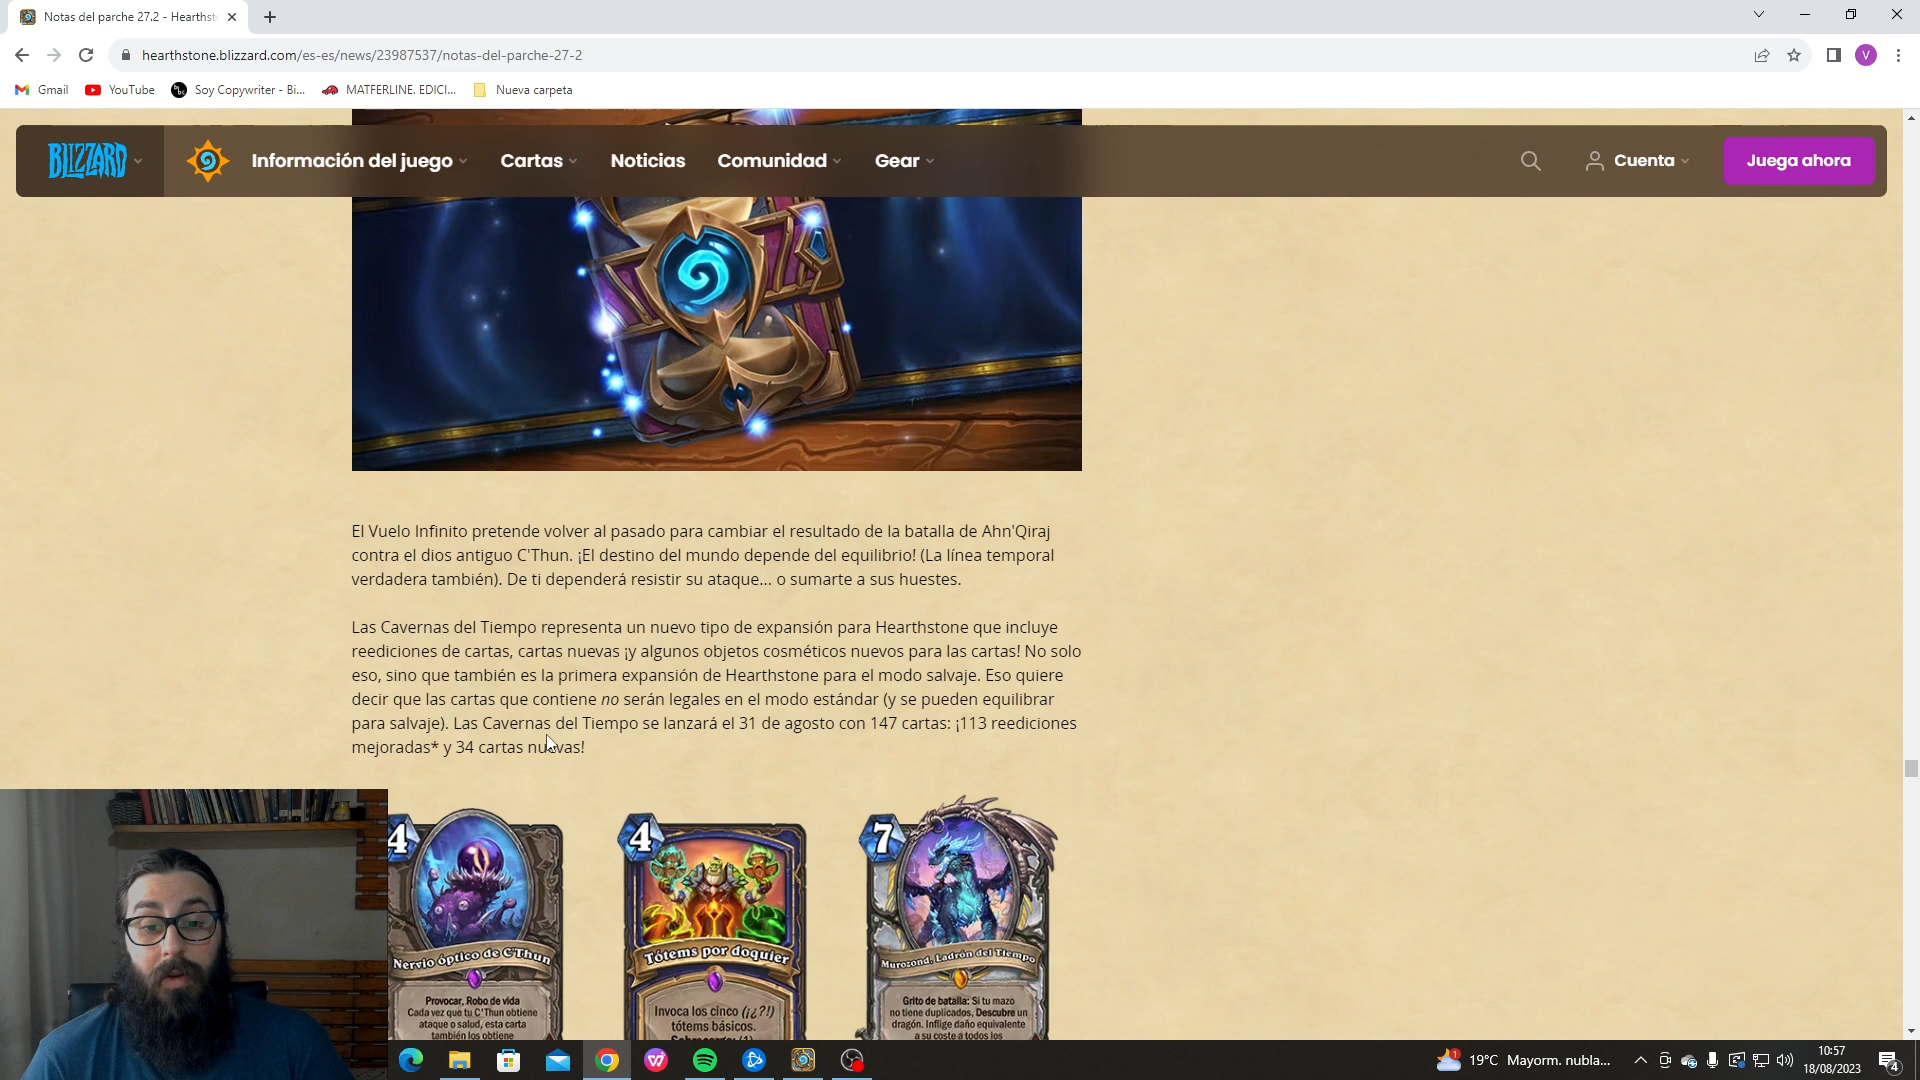 Notas del parche 27.2 - Hearthst
hearthstone.blizzard.com/es-es/news/23987537/notas-del-parche-27-2
V
Gmail
YouTube
Soy Copywriter - Bi...
MATFERLINE. EDICI...
Nueva carpeta
BLIZZARD
Información del juego
Cartas
Noticias
Comunidad
Gear
Cuenta
Juega ahora
El Vuelo Infinito pretende volver al pasado para cambiar el resultado de la batalla de Ahn'Qiraj
contra el dios antiguo C'Thun. ¡El destino del mundo depende del equilibrio! (La línea temporal
verdadera también). De ti dependerá resistir su ataque... o sumarte a sus huestes.
Las Cavernas del Tiempo representa un nuevo tipo de expansión para Hearthstone que incluye
reediciones de cartas, cartas nuevas ¡y algunos objetos cosméticos nuevos para las cartas! No solo
eso, sino que también es la primera expansión de Hearthstone para el modo salvaje. Eso quiere
decir que las cartas que contiene no serán legales en el modo estándar (y se pueden equilibrar
para salvaje). Las Cavernas del Tiempo se lanzará el 31 de agosto con 147 cartas: ¡113 reediciones
mejoradas* y 34 cartas nuevas!
4
Nervio óptico de C'Thun
Provocar, Robo de vida
Cada vez que tu C'Thun obtiene
ataque o salud, esta carta
también los obtiene
4
Tótems por doquier
Invoca los cinco (¡¿?!)
tótems básicos.
Sobrecarga: (1)
7
Murozond, Ladrón del Tiempo
Grito de batalla: Si tu mazo
no tiene duplicados, Descubre un
dragón. Inflige daño equivalente
a su coste a todos los
1
19°C Mayorm. nubla...
10:57
18/08/2023
4